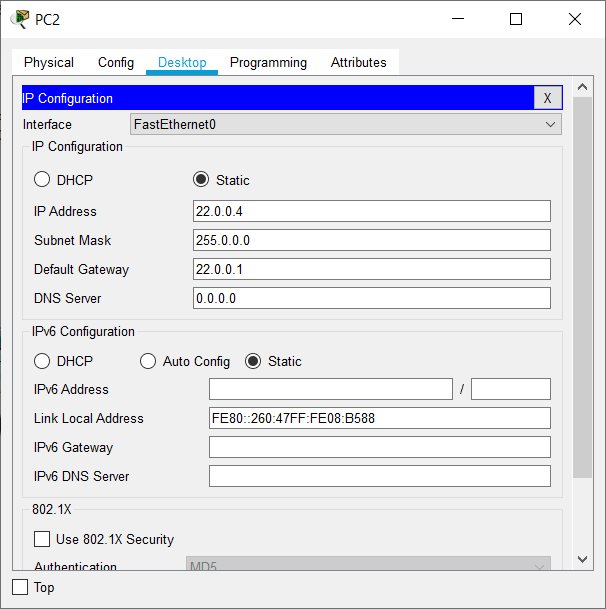 PC2
Physical Config Desktop Programming Attributes
IP Configuration X
Interface FastEthernet0
IP Configuration
DHCP Static
IP Address 22.0.0.4
Subnet Mask 255.0.0.0
Default Gateway 22.0.0.1
DNS Server 0.0.0.0
IPv6 Configuration
DHCP Auto Config Static
IPv6 Address /
Link Local Address FE80::260:47FF:FE08:B588
IPv6 Gateway
IPv6 DNS Server
802.1X
Use 802.1X Security
Authentication MD5
Top